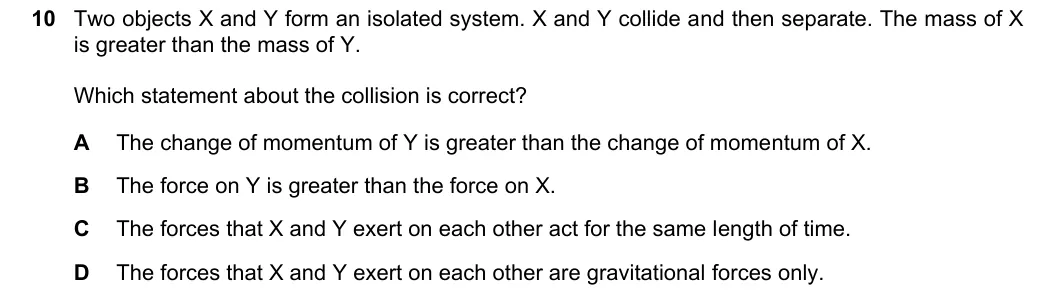 10 Two objects X and Y form an isolated system. X and Y collide and then separate. The mass of X
is greater than the mass of Y.
Which statement about the collision is correct?
A The change of momentum of Y is greater than the change of momentum of X.
B The force on Y is greater than the force on X.
C The forces that X and Y exert on each other act for the same length of time.
D The forces that X and Y exert on each other are gravitational forces only.